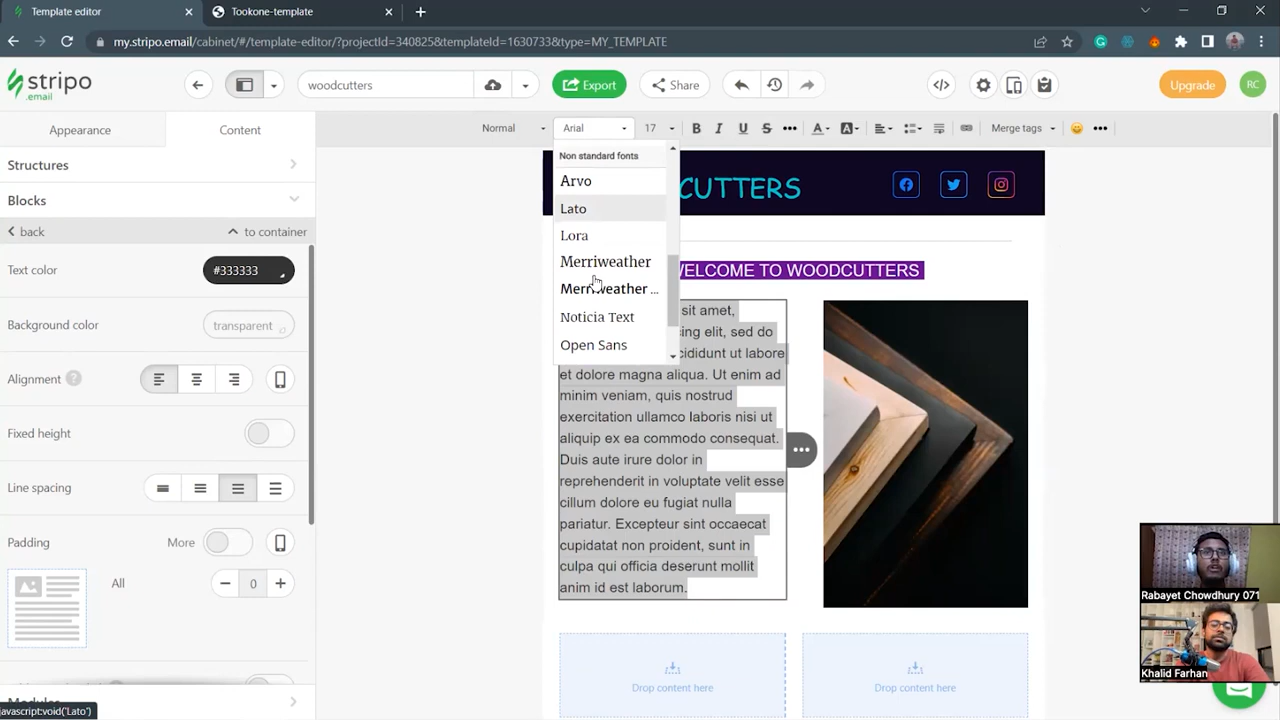 Template editor
Tookone-template
my.stripo.email/cabinet/#/template-editor/?projectId=340825&templateId=1630733&type=MY_TEMPLATE
stripo
.email
woodcutters
Export
Share
Upgrade
RC
Appearance
Content
Normal
Arial
17
Merge tags
Structures
Blocks
back
to container
Text color
#333333
Background color
transparent
Alignment
Fixed height
Line spacing
Padding
More
All
0
Modules
javascript:void('Lato')
Non standard fonts
Arvo
Lato
Lora
Merriweather
Merriweather ...
Noticia Text
Open Sans
CUTTERS
WELCOME TO WOODCUTTERS
sit amet,
cing elit, sed do
cididunt ut labore
et dolore magna aliqua. Ut enim ad
minim veniam, quis nostrud
exercitation ullamco laboris nisi ut
aliquip ex ea commodo consequat.
Duis aute irure dolor in
reprehenderit in voluptate velit esse
cillum dolore eu fugiat nulla
pariatur. Excepteur sint occaecat
cupidatat non proident, sunt in
culpa qui officia deserunt mollit
anim id est laborum.
Drop content here
Drop content here
Rabayet Chowdhury 071
Khalid Farhan